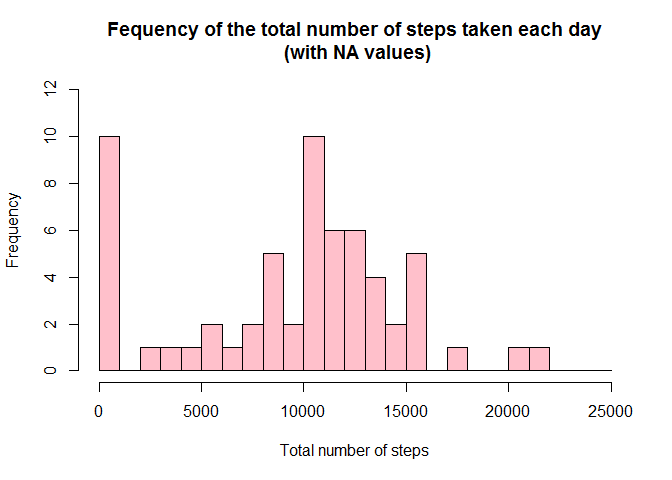 Fequency of the total number of steps taken each day
(with NA values)
12
10
8
6
4
2
0
Frequency
0 5000 10000 15000 20000 25000
Total number of steps